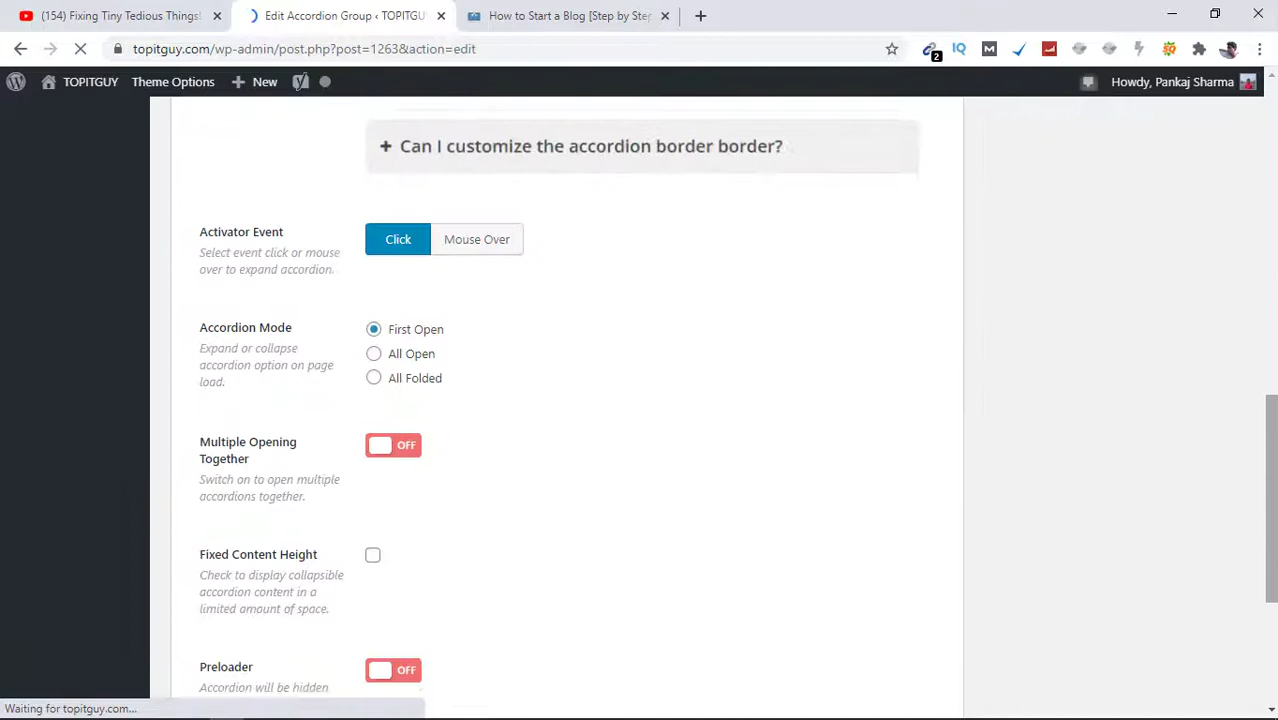 (154) Fixing Tiny Tedious Things!
Edit Accordion Group ‹ TOPITGU
How to Start a Blog [Step by Step
topitguy.com/wp-admin/post.php?post=1263&action=edit
IQ
M
2
TOPITGUY
Theme Options
New
Howdy, Pankaj Sharma
Can I customize the accordion border border?
Activator Event
Select event click or mouse
over to expand accordion.
Click
Mouse Over
Accordion Mode
Expand or collapse
accordion option on page
load.
First Open
All Open
All Folded
Multiple Opening
Together
Switch on to open multiple
accordions together.
OFF
Fixed Content Height
Check to display collapsible
accordion content in a
limited amount of space.
Preloader
Accordion will be hidden
OFF
Waiting for topitguy.com...